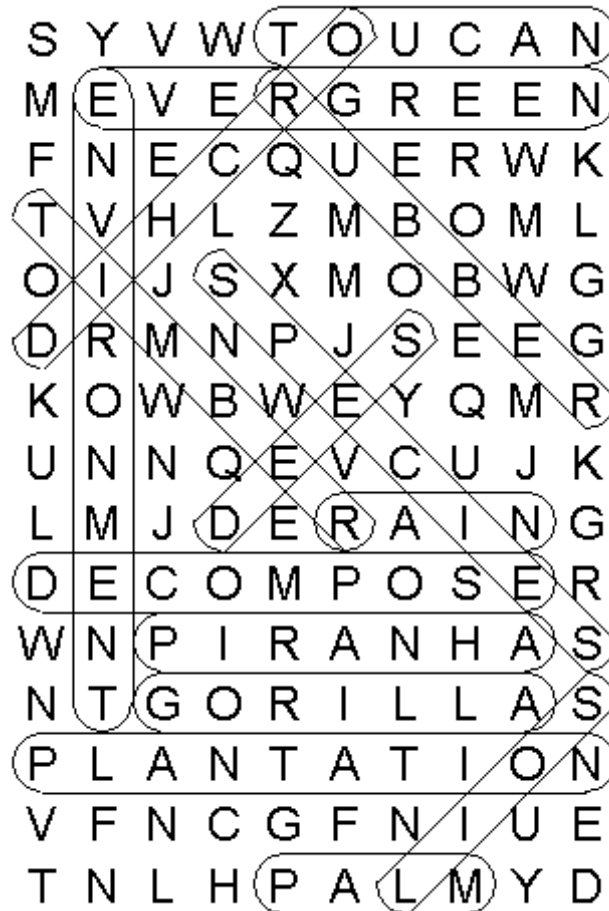 S Y V W T O U C A N
M E V E R G R E E N
F N E C Q U E R W K
T V H L Z M B O M L
O I J S X M O B W G
D R M N P J S E E G
K O W B W E Y Q M R
U N N Q E V C U J K
L M J D E R A I N G
D E C O M P O S E R
W N P I R A N H A S
N T G O R I L L A S
P L A N T A T I O N
V F N C G F N I U E
T N L H P A L M Y D